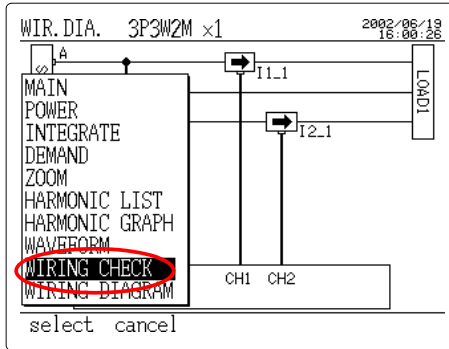 WIR.DIA. 3P3W2M ×1 2002/06/19
16:00:26
S A
I1_1
LOAD1
I2_1
MAIN
POWER
INTEGRATE
DEMAND
ZOOM
HARMONIC LIST
HARMONIC GRAPH
WAVEFORM
WIRING CHECK
WIRING DIAGRAM
CH1 CH2
select cancel